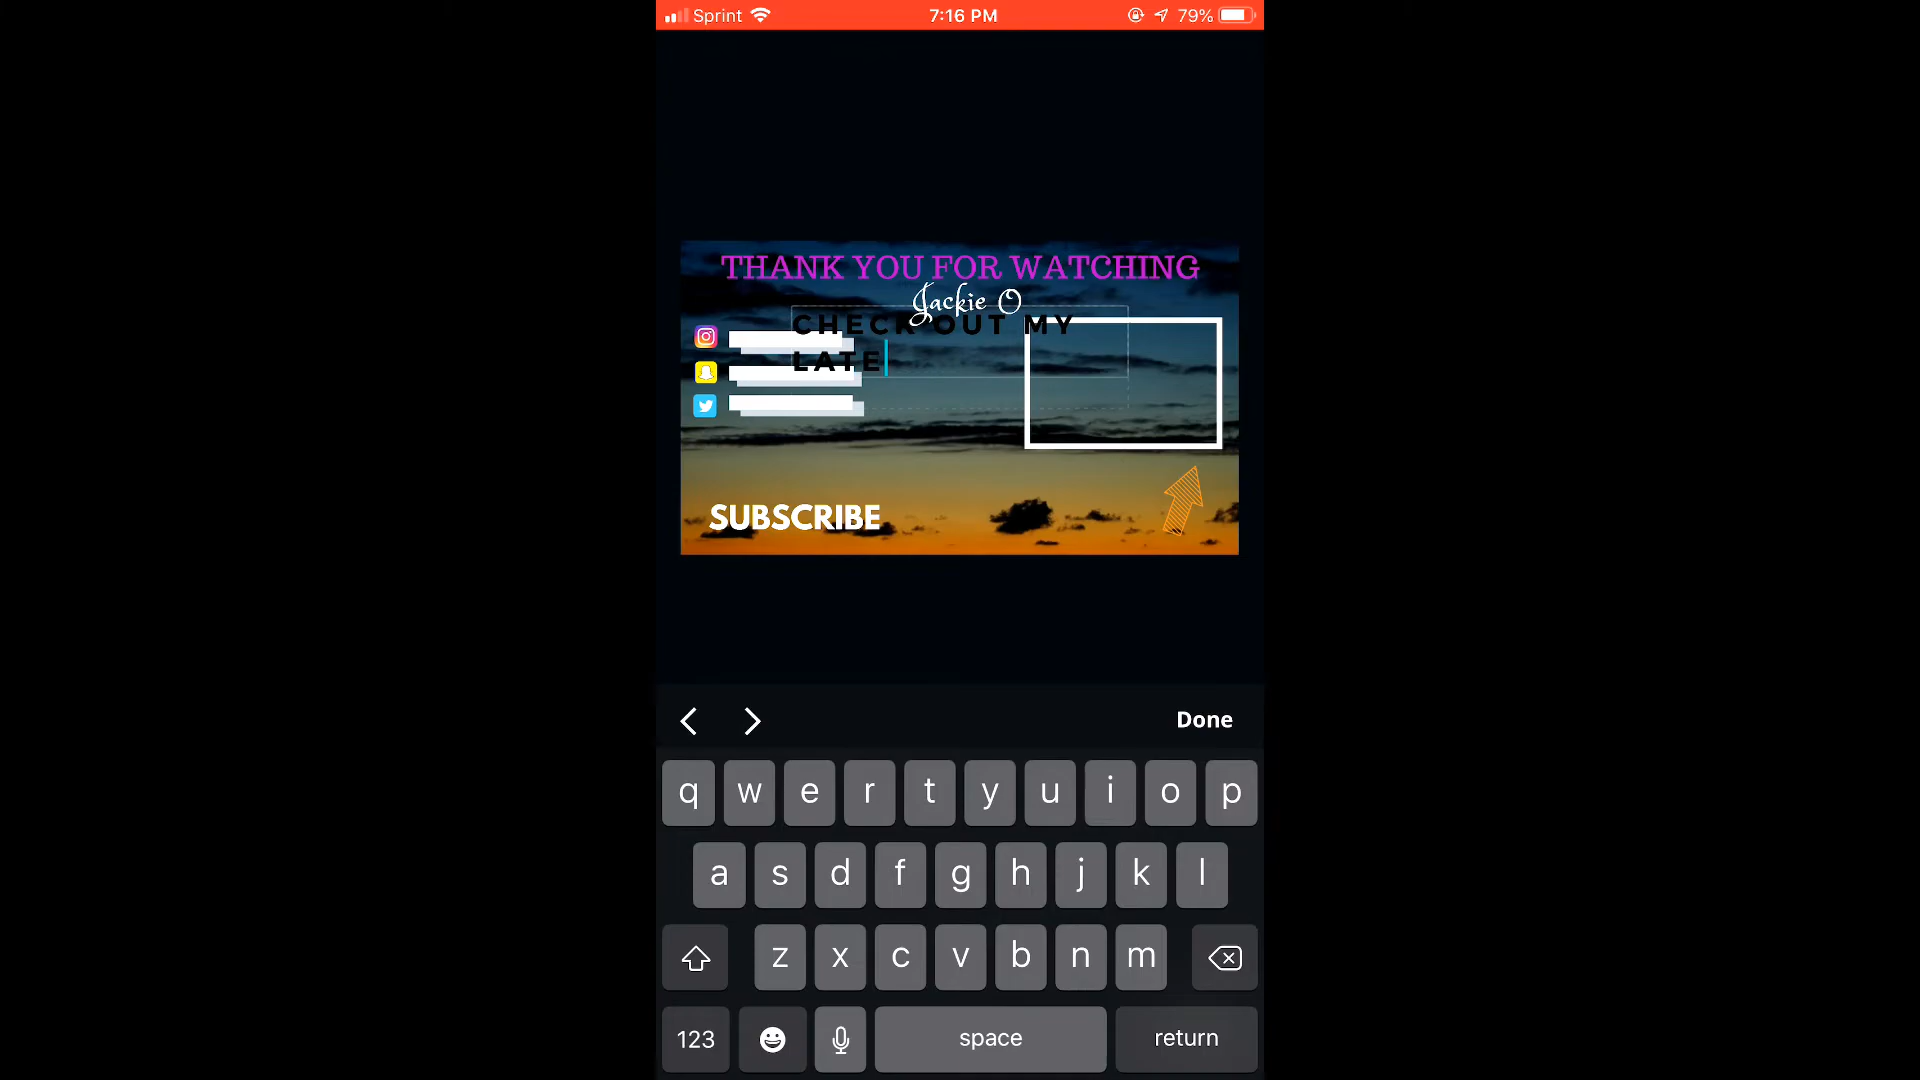 Sprint 7:16 PM 79%
THANK YOU FOR WATCHING
Jackie O
CHECK OUT MY
LATE
SUBSCRIBE
Done
q w e r t y u i o p
a s d f g h j k l
z x c v b n m
123 space return